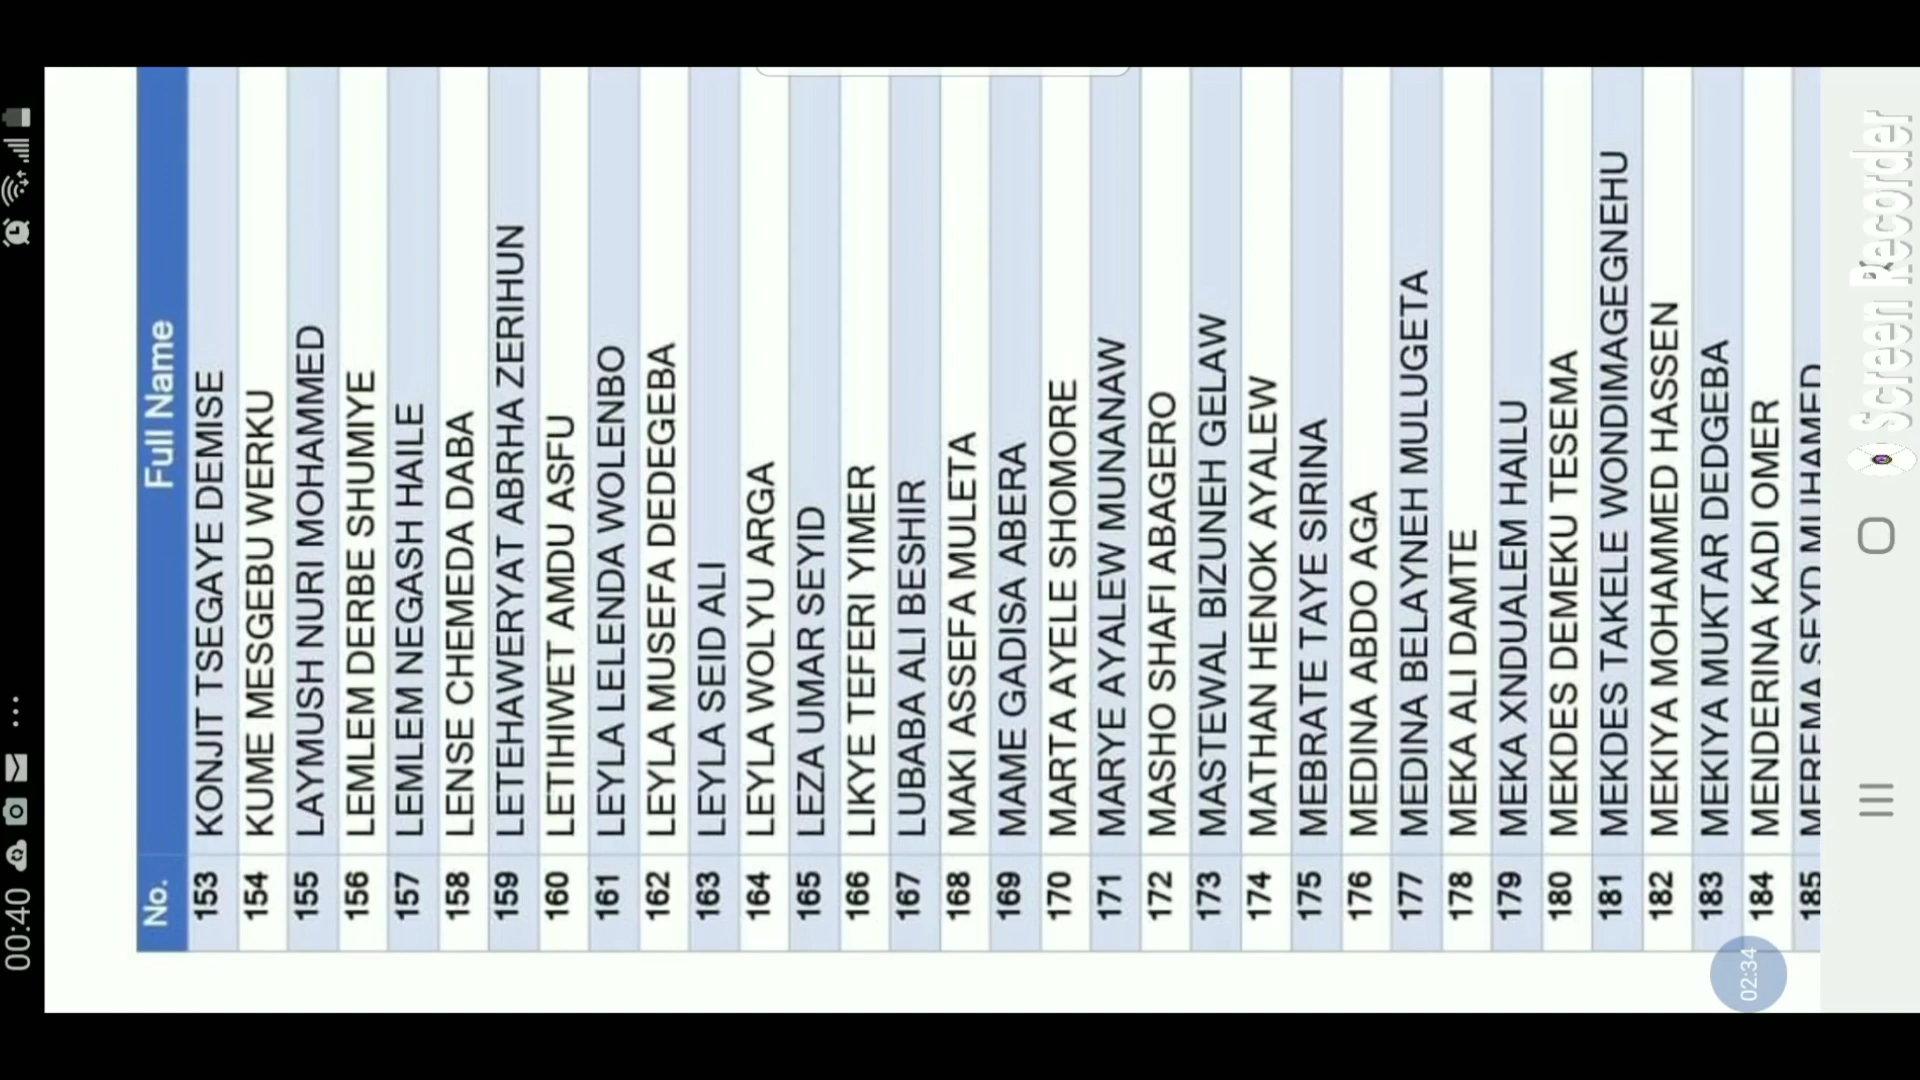 00:40
No. Full Name
153 KONJIT TSEGAYE DEMISE
154 KUME MESGEBU WERKU
155 LAYMUSH NURI MOHAMMED
156 LEMLEM DERBE SHUMIYE
157 LEMLEM NEGASH HAILE
158 LENSE CHEMEDA DABA
159 LETEHAWERYAT ABRHA ZERIHUN
160 LETIHIWET AMDU ASFU
161 LEYLA LELENDA WOLENBO
162 LEYLA MUSEFA DEDEGEBA
163 LEYLA SEID ALI
164 LEYLA WOLYU ARGA
165 LEZA UMAR SEYID
166 LIKYE TEFERI YIMER
167 LUBABA ALI BESHIR
168 MAKI ASSEFA MULETA
169 MAME GADISA ABERA
170 MARTA AYELE SHOMORE
171 MARYE AYALEW MUNANAW
172 MASHO SHAFI ABAGERO
173 MASTEWAL BIZUNEH GELAW
174 MATHAN HENOK AYALEW
175 MEBRATE TAYE SIRINA
176 MEDINA ABDO AGA
177 MEDINA BELAYNEH MULUGETA
178 MEKA ALI DAMTE
179 MEKA XNDUALEM HAILU
180 MEKDES DEMEKU TESEMA
181 MEKDES TAKELE WONDIMAGEGNEHU
182 MEKIYA MOHAMMED HASSEN
183 MEKIYA MUKTAR DEDGEBA
184 MENDERINA KADI OMER
185 MEREMA SEYD MUHAMED
02:34
Screen Recorder